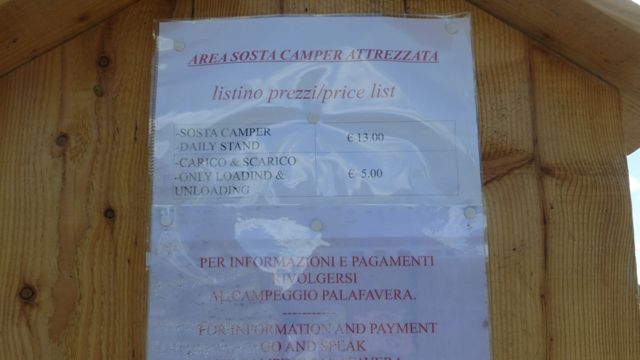 AREA SOSTA CAMPER ATTREZZATA
listino prezzi/price list
-SOSTA CAMPER
-DAILY STAND
€ 13.00
-CARICO & SCARICO
-ONLY LOADIND &
UNLOADING
€ 5.00
PER INFORMAZIONI E PAGAMENTI
RIVOLGERSI
AL CAMPEGGIO PALAFAVERA.
------------
FOR INFORMATION AND PAYMENT
GO AND SPEAK